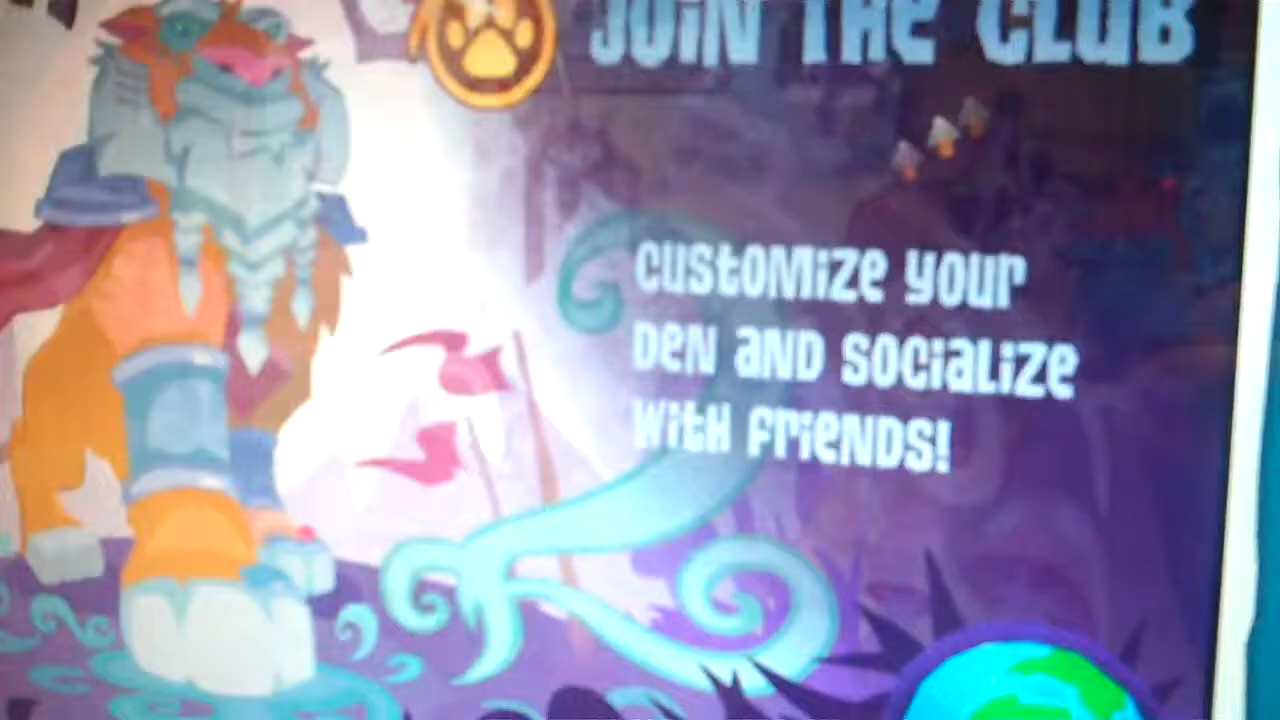 JOIN THE CLUB
CUSTOMIZE YOUR
DEN AND SOCIALIZE
WITH FRIENDS!